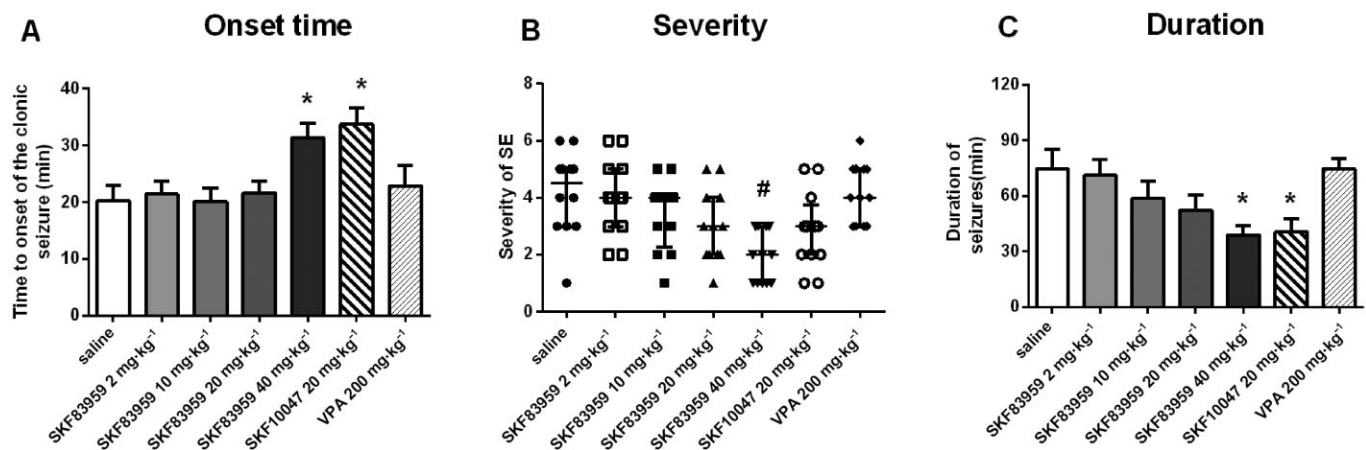 A
Onset time
Time to onset of the clonic
seizure (min)
40
30
20
10
0
*
*
saline
SKF83959 2 mg·kg⁻¹
SKF83959 10 mg·kg⁻¹
SKF83959 20 mg·kg⁻¹
SKF83959 40 mg·kg⁻¹
SKF10047 20 mg·kg⁻¹
VPA 200 mg·kg⁻¹
B
Severity
Severity of SE
8
6
4
2
0
#
saline
SKF83959 2 mg·kg⁻¹
SKF83959 10 mg·kg⁻¹
SKF83959 20 mg·kg⁻¹
SKF83959 40 mg·kg⁻¹
SKF10047 20 mg·kg⁻¹
VPA 200 mg·kg⁻¹
C
Duration
Duration of
seizures(min)
120
90
60
30
0
*
*
saline
SKF83959 2 mg·kg⁻¹
SKF83959 10 mg·kg⁻¹
SKF83959 20 mg·kg⁻¹
SKF83959 40 mg·kg⁻¹
SKF10047 20 mg·kg⁻¹
VPA 200 mg·kg⁻¹